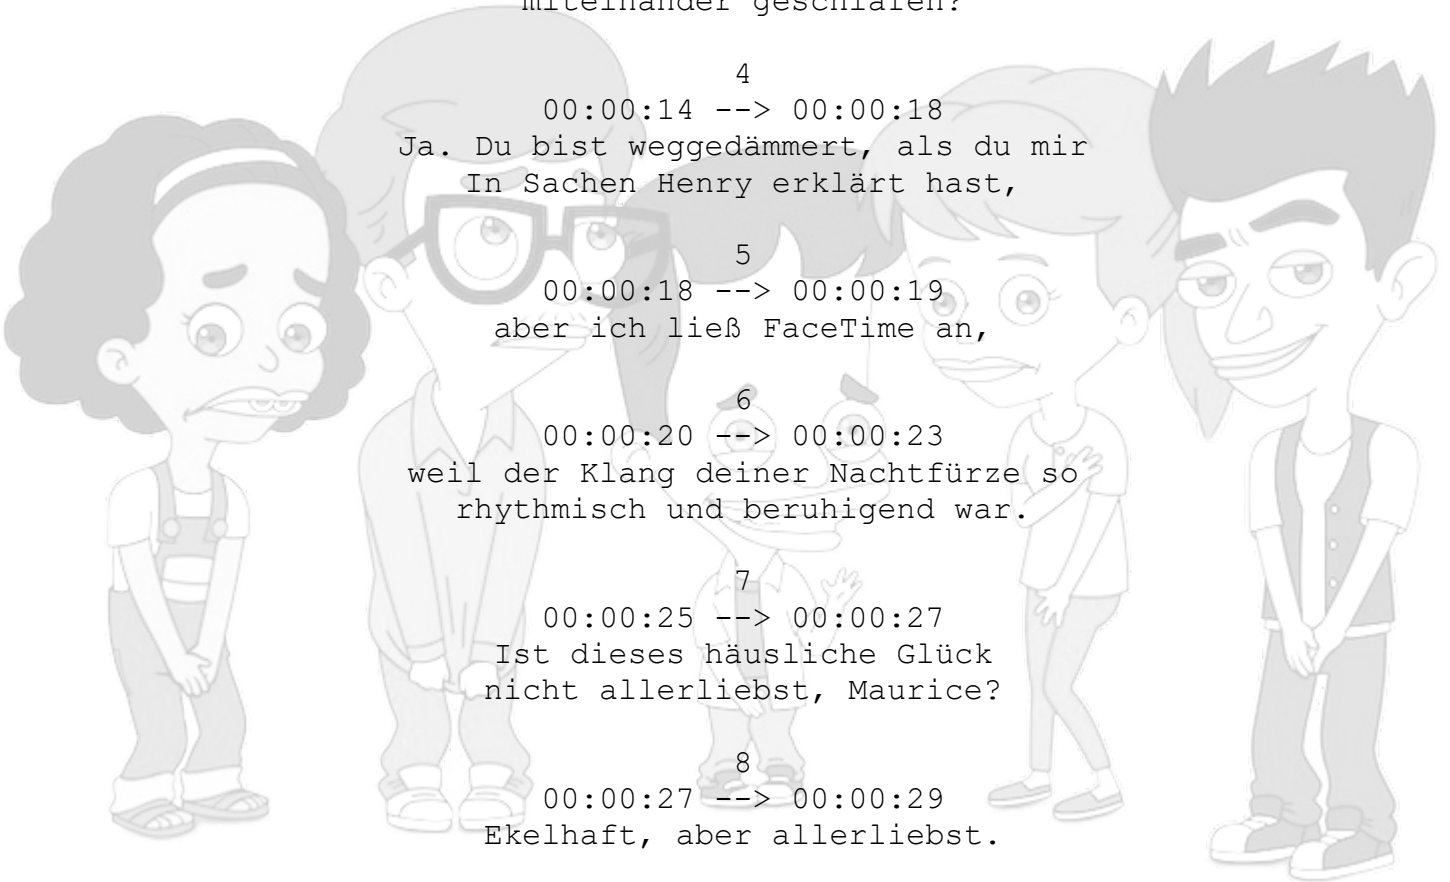 miteinander geschlafen?
4
00:00:14 --> 00:00:18
Ja. Du bist weggedämmert, als du mir
In Sachen Henry erklärt hast,
5
00:00:18 --> 00:00:19
aber ich ließ FaceTime an,
6
00:00:20 --> 00:00:23
weil der Klang deiner Nachtfürze so
rhythmisch und beruhigend war.
7
00:00:25 --> 00:00:27
Ist dieses häusliche Glück
nicht allerliebst, Maurice?
8
00:00:27 --> 00:00:29
Ekelhaft, aber allerliebst.